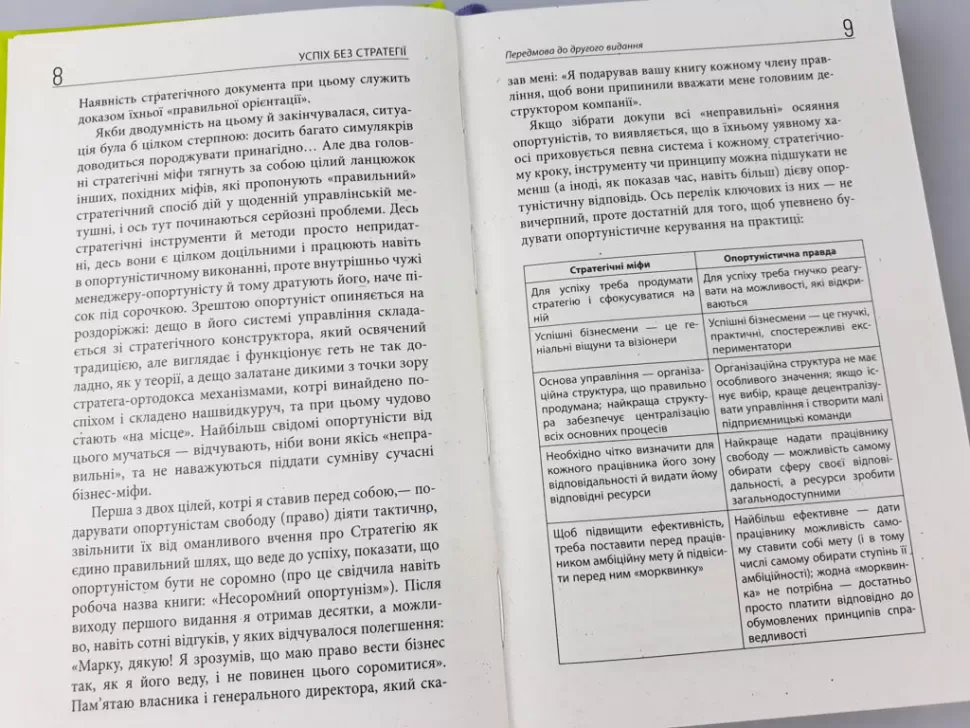 8
УСПІХ БЕЗ СТРАТЕГІЇ
Наявність стратегічного документа при цьому служить
доказом їхньої «правильної орієнтації».
Якби дводумність на цьому й закінчувалася, ситуа-
ція була б цілком стерпною: досить багато симулякрів
доводиться породжувати принагідно... Але два голов-
ні стратегічні міфи тягнуть за собою цілий ланцюжок
інших, похідних міфів, які пропонують «правильний»
стратегічний спосіб дій у щоденній управлінській ме-
тушні, і ось тут починаються серйозні проблеми. Десь
стратегічні інструменти й методи просто непридат-
ні, десь вони є цілком доцільними і працюють навіть
в опортуністичному виконанні, проте внутрішньо чужі
менеджеру-опортуністу й тому дратують його, наче пі-
сок під сорочкою. Зрештою опортуніст опиняється на
роздоріжжі: дещо в його системі управління склада-
ється зі стратегічного конструктора, який освячений
традицією, але виглядає і функціонує геть не так до-
ладно, як у теорії, а дещо залатане дикими з точки зору
стратега-ортодокса механізмами, котрі винайдено по-
спіхом і складено нашвидкуруч, та при цьому чудово
стають «на місце». Найбільш свідомі опортуністи від
цього мучаться — відчувають, ніби вони якісь «непра-
вильні», та не наважуються піддати сумніву сучасні
бізнес-міфи.
Перша з двох цілей, котрі я ставив перед собою,— по-
дарувати опортуністам свободу (право) діяти тактично,
звільнити їх від оманливого вчення про Стратегію як
єдино правильний шлях, що веде до успіху, показати, що
опортуністом бути не соромно (про це свідчила навіть
робоча назва книги: «Несоромний опортунізм»). Після
виходу першого видання я отримав десятки, а можли-
во, навіть сотні відгуків, у яких відчувалося полегшення:
«Марку, дякую! Я зрозумів, що маю право вести бізнес
так, як я його веду, і не повинен цього соромитися».
Пам'ятаю власника і генерального директора, який ска-
Передмова до другого видання
9
зав мені: «Я подарував вашу книгу кожному члену прав-
ління, щоб вони припинили вважати мене головним де-
структором компанії».
Якщо зібрати докупи всі «неправильні» осяяння
опортуністів, то виявляється, що в їхньому уявному ха-
осі приховується певна система і кожному стратегічно-
му кроку, інструменту чи принципу можна підшукати не
менш (а іноді, як показав час, навіть більш) дієву опор-
туністичну відповідь. Ось перелік ключових із них — не
вичерпний, проте достатній для того, щоб упевнено бу-
дувати опортуністичне керування на практиці:
Стратегічні міфи
Опортуністична правда
Для успіху треба продумати
стратегію і сфокусуватися на
ній
Для успіху треба гнучко реагу-
вати на можливості, які відкри-
ваються
Успішні бізнесмени — це ге-
ніальні віщуни та візіонери
Успішні бізнесмени — це гнучкі,
практичні, спостережливі екс-
периментатори
Основа управління — організа-
ційна структура, що правильно
продумана; найкраща структу-
ра забезпечує централізацію
всіх основних процесів
Організаційна структура не має
особливого значення; якщо іс-
нує вибір, краще децентралізу-
вати управління і створити малі
підприємницькі команди
Необхідно чітко визначити для
кожного працівника його зону
відповідальності й видати йому
відповідні ресурси
Найкраще надати працівнику
свободу — можливість самому
обирати сферу своєї відпові-
дальності, а ресурси зробити
загальнодоступними
Щоб підвищити ефективність,
треба поставити перед праців-
ником амбіційну мету й підвіси-
ти перед ним «морквинку»
Найбільш ефективне — дати
працівнику можливість само-
му ставити собі мету (і в тому
числі самому обирати ступінь її
амбіційності); жодна «морквин-
ка» не потрібна — достатньо
просто платити відповідно до
обумовлених принципів спра-
ведливості